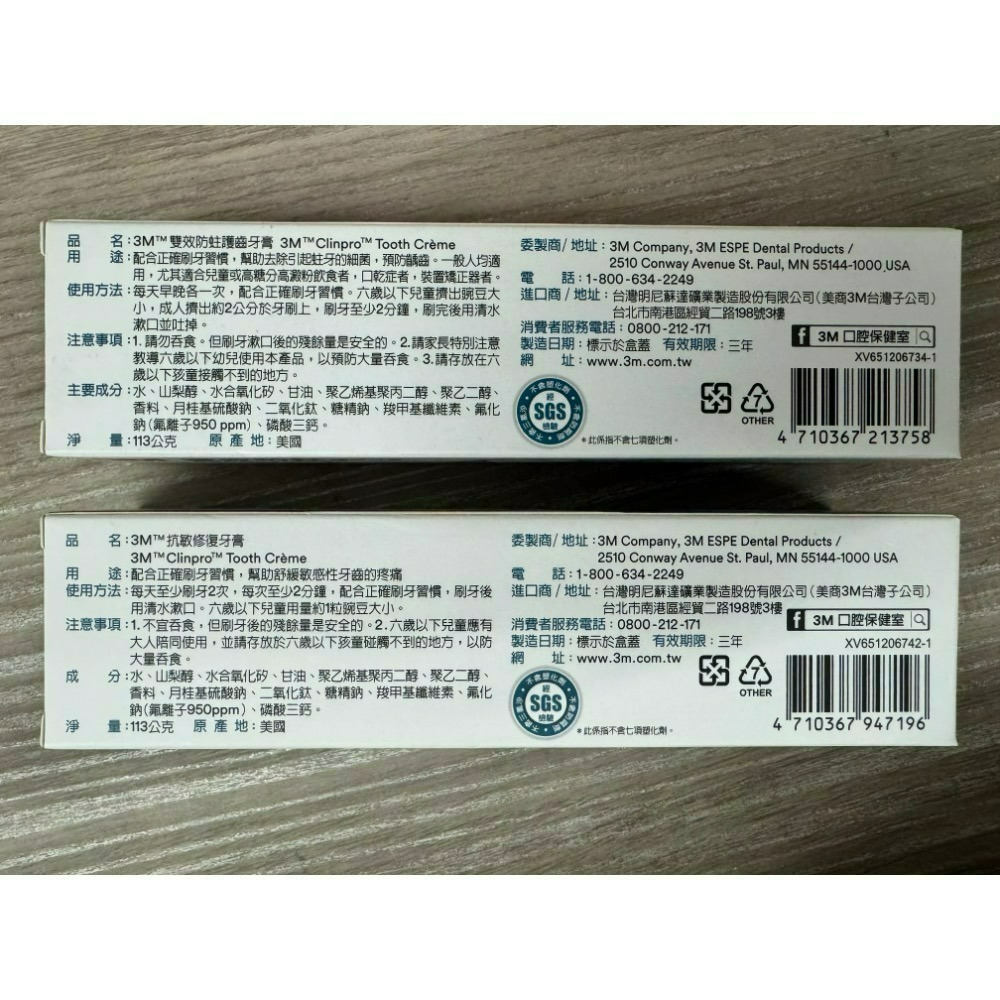 品 名：3M™ 雙效防蛀護齒牙膏 3M™Clinpro™ Tooth Crème
用 途：配合正確刷牙習慣，幫助去除引起蛀牙的細菌，預防齲齒。一般人均適
用，尤其適合兒童或高糖分高澱粉飲食者，口乾症者，裝置矯正器者。
使用方法：每天早晚各一次，配合正確刷牙習慣。六歲以下兒童擠出豌豆大
小，成人擠出約2公分於牙刷上，刷牙至少2分鐘，刷完後用清水
漱口並吐掉。
注意事項：1. 請勿吞食。但刷牙漱口後的殘餘量是安全的。2.請家長特別注意
教導六歲以下幼兒使用本產品，以預防大量吞食。3.請存放在六
歲以下孩童接觸不到的地方。
主要成分：水、山梨醇、水合氧化矽、甘油、聚乙烯基聚丙二醇、聚乙二醇、
香料、月桂基硫酸鈉、二氧化鈦、糖精鈉、羧甲基纖維素、氟化
鈉(氟離子950 ppm)、磷酸三鈣。
淨 量：113公克 原 產 地：美國
委製商/ 地址：3M Company, 3M ESPE Dental Products /
2510 Conway Avenue St. Paul, MN 55144-1000 ,USA
電 話：1-800-634-2249
進口商 / 地址：台灣明尼蘇達礦業製造股份有限公司(美商3M台灣子公司)
台北市南港區經貿二路198號3樓
消費者服務電話：0800-212-171
製造日期：標示於盒蓋 有效期限：三年
網 址：www.3m.com.tw
f 3M 口腔保健室
XV651206734-1
不含塑化劑
經
SGS
檢驗
*此係指不含七項塑化劑。
OTHER
4 710367 213758
品 名：3M™抗敏修復牙膏
3M™Clinpro™ Tooth Crème
用 途：配合正確刷牙習慣，幫助舒緩敏感性牙齒的疼痛
使用方法：每天至少刷牙2次，每次至少2分鐘，配合正確刷牙習慣，刷牙後
用清水漱口。六歲以下兒童用量約1粒豌豆大小。
注意事項：1. 不宜吞食，但刷牙後的殘餘量是安全的。2. 六歲以下兒童應有
大人陪同使用，並請存放於六歲以下孩童碰觸不到的地方，以防
大量吞食。
成 分：水、山梨醇、水合氧化矽、甘油、聚乙烯基聚丙二醇、聚乙二醇、
香料、月桂基硫酸鈉、二氧化鈦、糖精鈉、羧甲基纖維素、氟化
鈉(氟離子950ppm)、磷酸三鈣。
淨 量：113公克 原 產 地：美國
委製商/ 地址：3M Company, 3M ESPE Dental Products /
2510 Conway Avenue St. Paul, MN 55144-1000 USA
電 話：1-800-634-2249
進口商 / 地址：台灣明尼蘇達礦業製造股份有限公司(美商3M台灣子公司)
台北市南港區經貿二路198號3樓
消費者服務電話：0800-212-171
製造日期：標示於盒蓋 有效期限：三年
網 址：www.3m.com.tw
f 3M 口腔保健室
XV651206742-1
不含塑化劑
經
SGS
檢驗
*此係指不含七項塑化劑。
OTHER
4 710367 947196